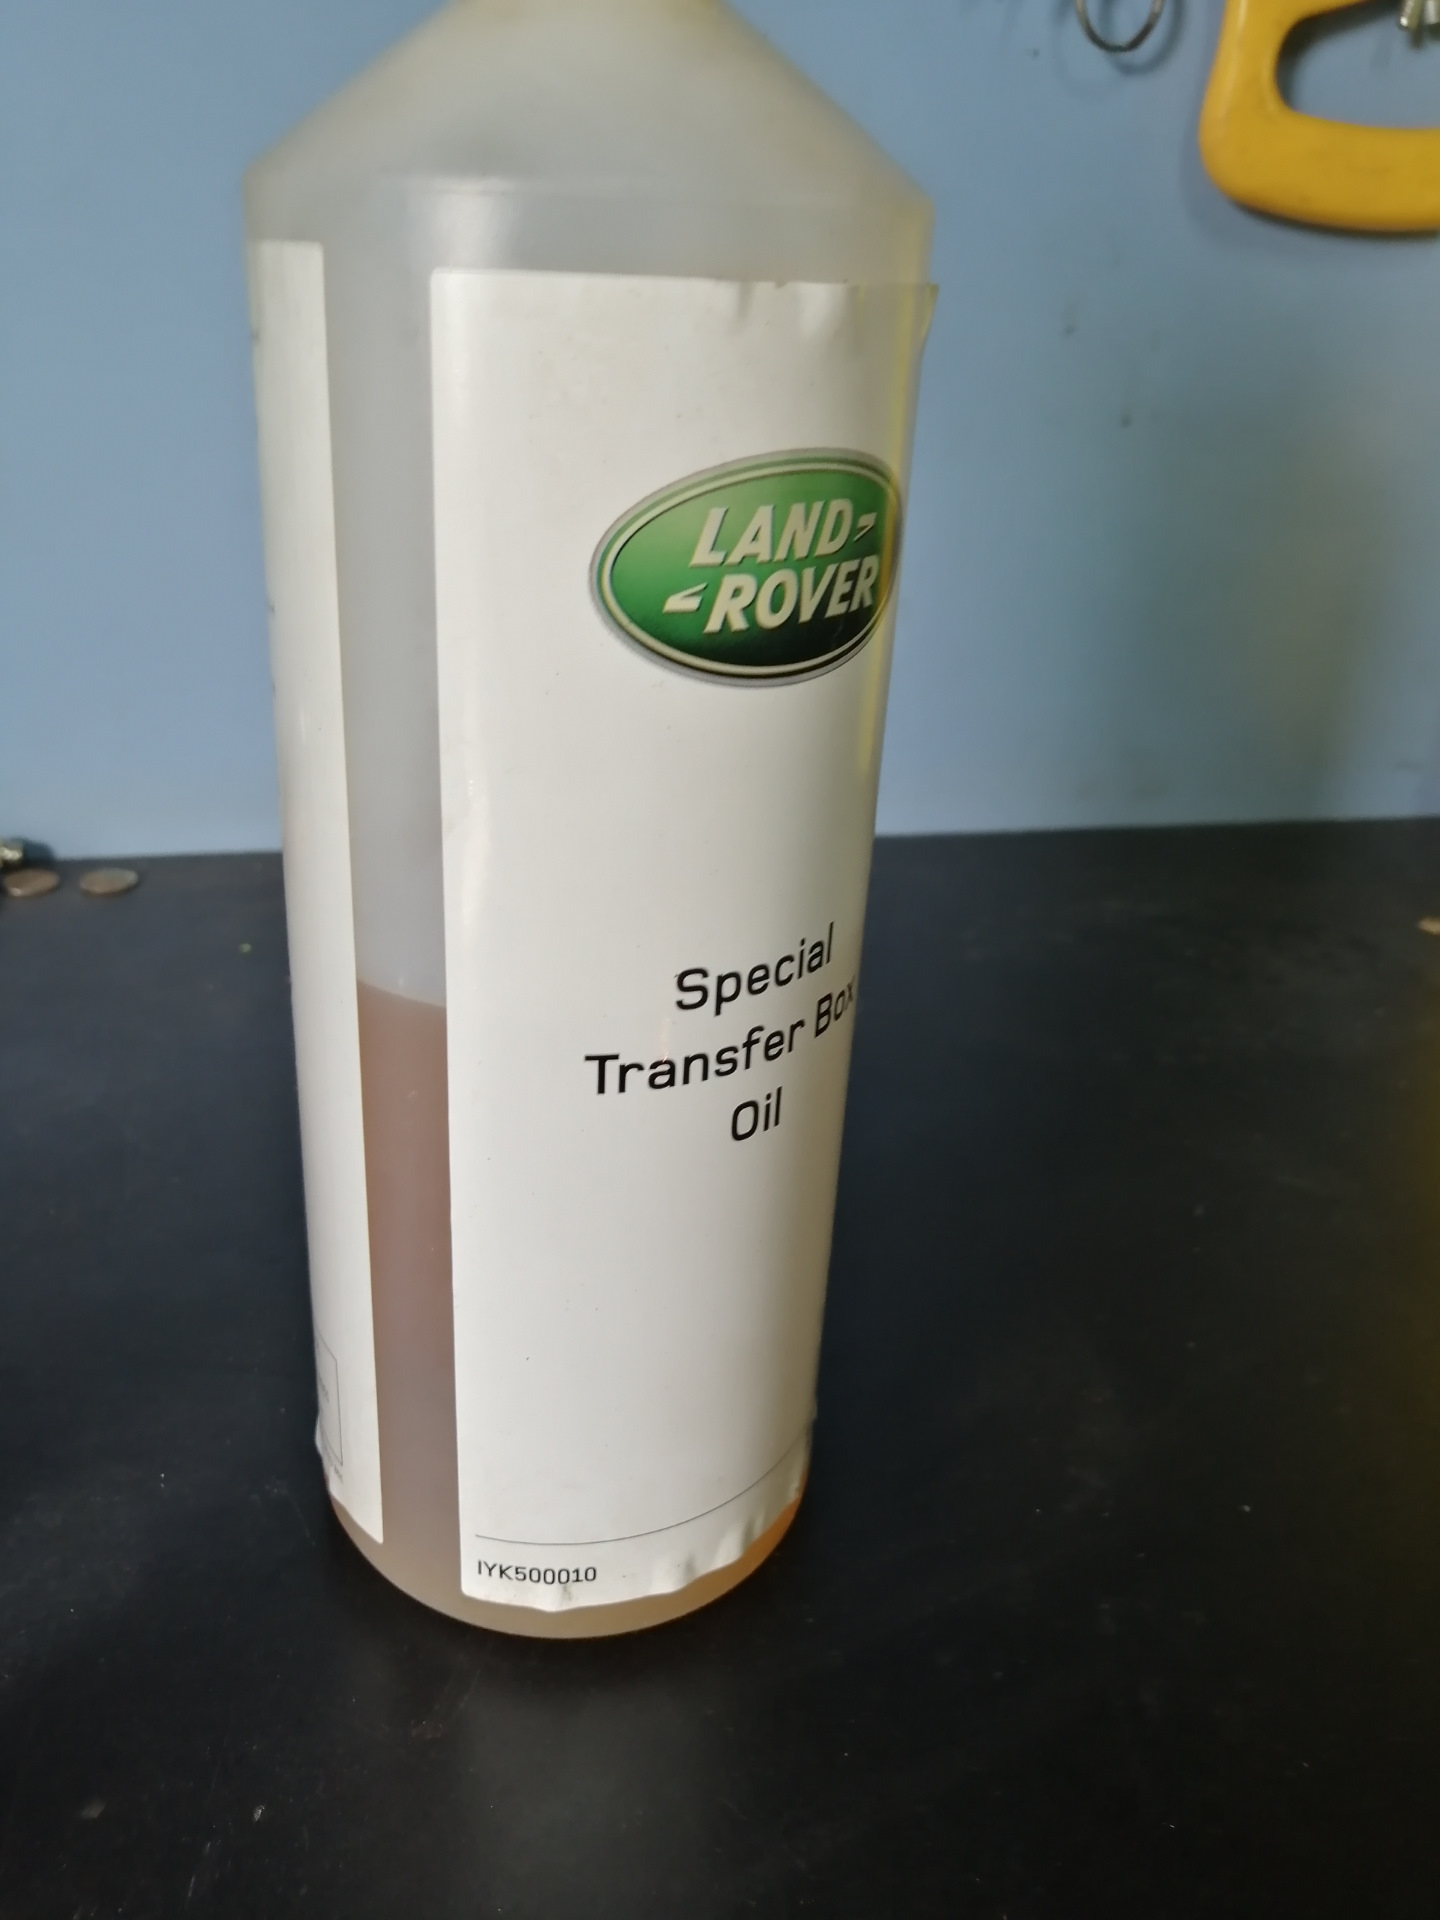 LAND
ROVER
Special
Transfer Box
Oil
IYK500010